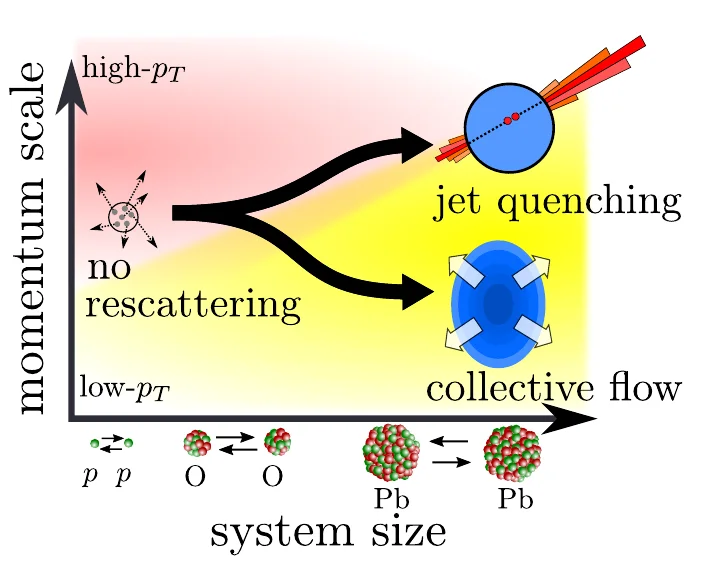 high-p_T
momentum scale
jet quenching
no
rescattering
low-p_T
collective flow
p p
O O
Pb Pb
system size